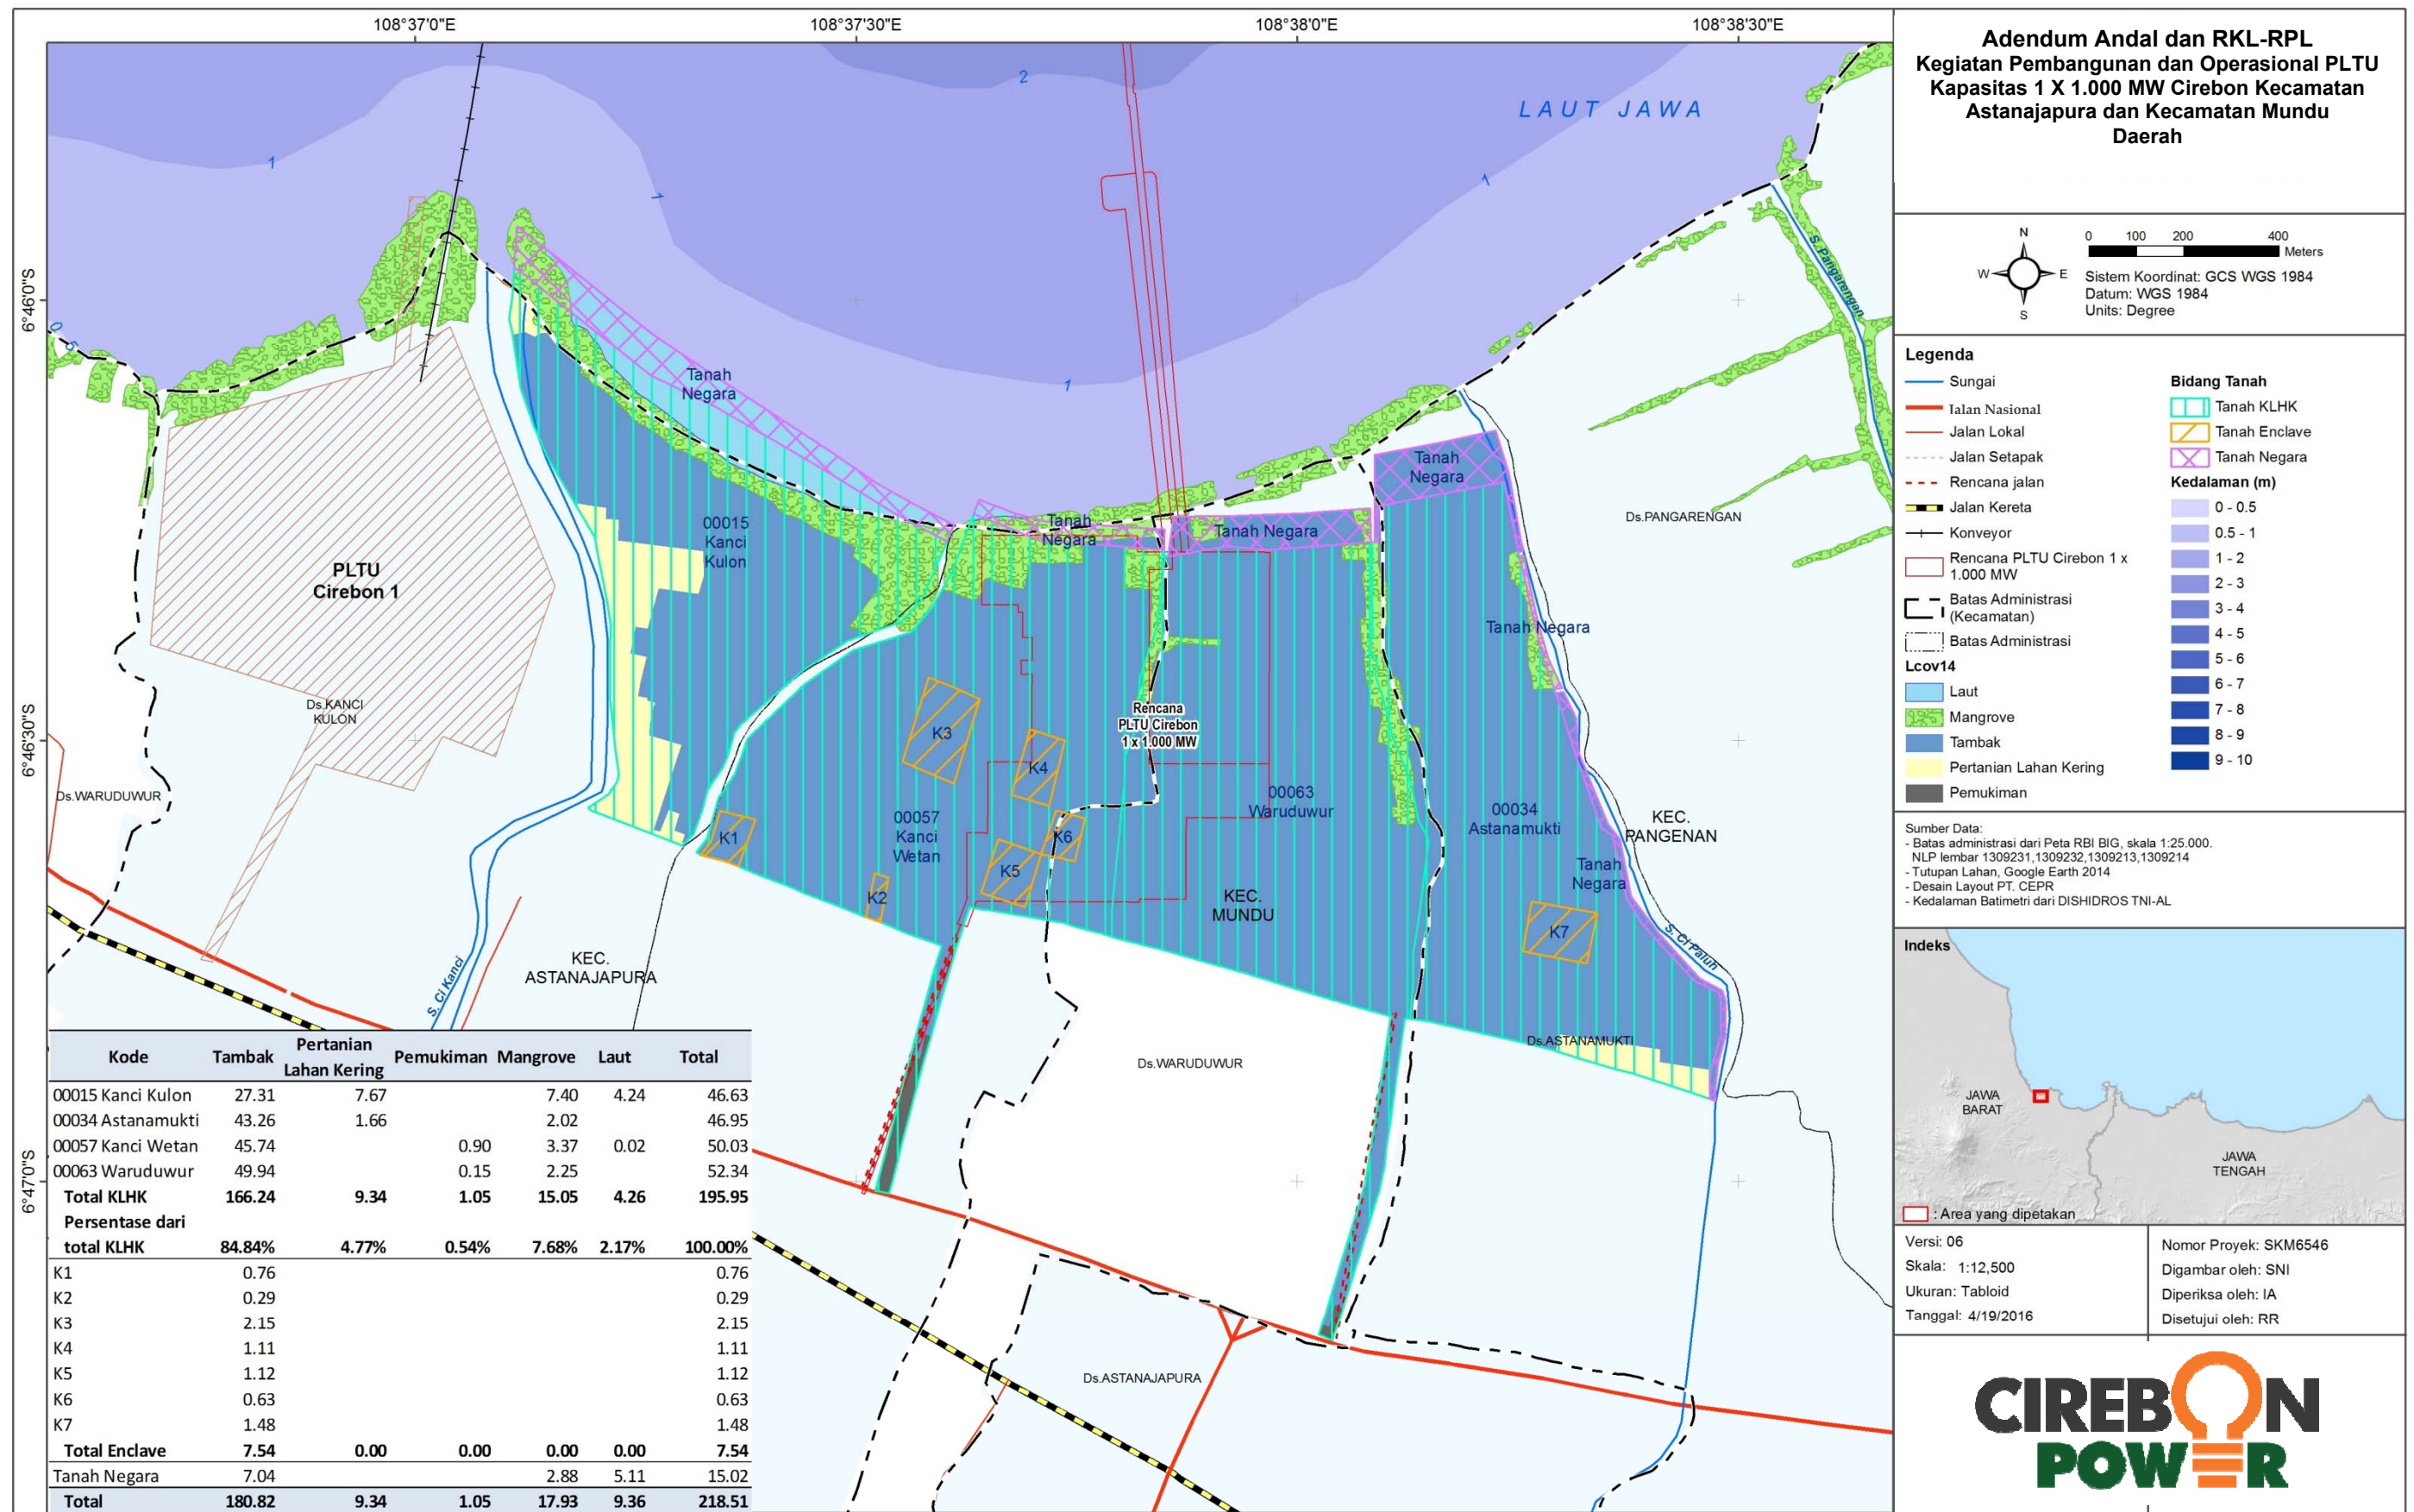 108°37'0"E
108°37'30"E
108°38'0"E
108°38'30"E
6°46'0"S
6°46'30"S
6°47'0"S
LAUT JAWA
1
2
1
1
1
0.5
Tanah
Negara
Tanah
Negara
Tanah Negara
Tanah
Negara
Tanah Negara
Tanah
Negara
00015
Kanci
Kulon
PLTU
Cirebon 1
Ds.KANCI
KULON
Ds.WARUDUWUR
S. Ci Kanci
KEC.
ASTANAJAPURA
K1
K2
K3
K4
K5
K6
K7
00057
Kanci
Wetan
Rencana
PLTU Cirebon
1 x 1.000 MW
00063
Waruduwur
KEC.
MUNDU
00034
Astanamukti
Ds.PANGARENGAN
S. Pangarengan
KEC.
PANGENAN
S. Ci Paluh
Ds.ASTANAMUKTI
Ds.WARUDUWUR
Ds.ASTANAJAPURA
Kode Tambak Pertanian Lahan Kering Pemukiman Mangrove Laut Total
00015 Kanci Kulon 27.31 7.67 7.40 4.24 46.63
00034 Astanamukti 43.26 1.66 2.02 46.95
00057 Kanci Wetan 45.74 0.90 3.37 0.02 50.03
00063 Waruduwur 49.94 0.15 2.25 52.34
Total KLHK 166.24 9.34 1.05 15.05 4.26 195.95
Persentase dari
total KLHK 84.84% 4.77% 0.54% 7.68% 2.17% 100.00%
K1 0.76 0.76
K2 0.29 0.29
K3 2.15 2.15
K4 1.11 1.11
K5 1.12 1.12
K6 0.63 0.63
K7 1.48 1.48
Total Enclave 7.54 0.00 0.00 0.00 0.00 7.54
Tanah Negara 7.04 2.88 5.11 15.02
Total 180.82 9.34 1.05 17.93 9.36 218.51
Adendum Andal dan RKL-RPL
Kegiatan Pembangunan dan Operasional PLTU
Kapasitas 1 X 1.000 MW Cirebon Kecamatan
Astanajapura dan Kecamatan Mundu
Daerah
N
W
E
S
0 100 200 400
Meters
Sistem Koordinat: GCS WGS 1984
Datum: WGS 1984
Units: Degree
Legenda
Sungai
Jalan Nasional
Jalan Lokal
Jalan Setapak
Rencana jalan
Jalan Kereta
Konveyor
Rencana PLTU Cirebon 1 x
1.000 MW
Batas Administrasi
(Kecamatan)
Batas Administrasi
Lcov14
Laut
Mangrove
Tambak
Pertanian Lahan Kering
Pemukiman
Bidang Tanah
Tanah KLHK
Tanah Enclave
Tanah Negara
Kedalaman (m)
0 - 0.5
0.5 - 1
1 - 2
2 - 3
3 - 4
4 - 5
5 - 6
6 - 7
7 - 8
8 - 9
9 - 10
Sumber Data:
- Batas administrasi dari Peta RBI BIG, skala 1:25.000.
NLP lembar 1309231,1309232,1309213,1309214
- Tutupan Lahan, Google Earth 2014
- Desain Layout PT. CEPR
- Kedalaman Batimetri dari DISHIDROS TNI-AL
Indeks
JAWA
BARAT
JAWA
TENGAH
: Area yang dipetakan
Versi: 06
Skala: 1:12,500
Ukuran: Tabloid
Tanggal: 4/19/2016
Nomor Proyek: SKM6546
Digambar oleh: SNI
Diperiksa oleh: IA
Disetujui oleh: RR
CIREBON
POWER